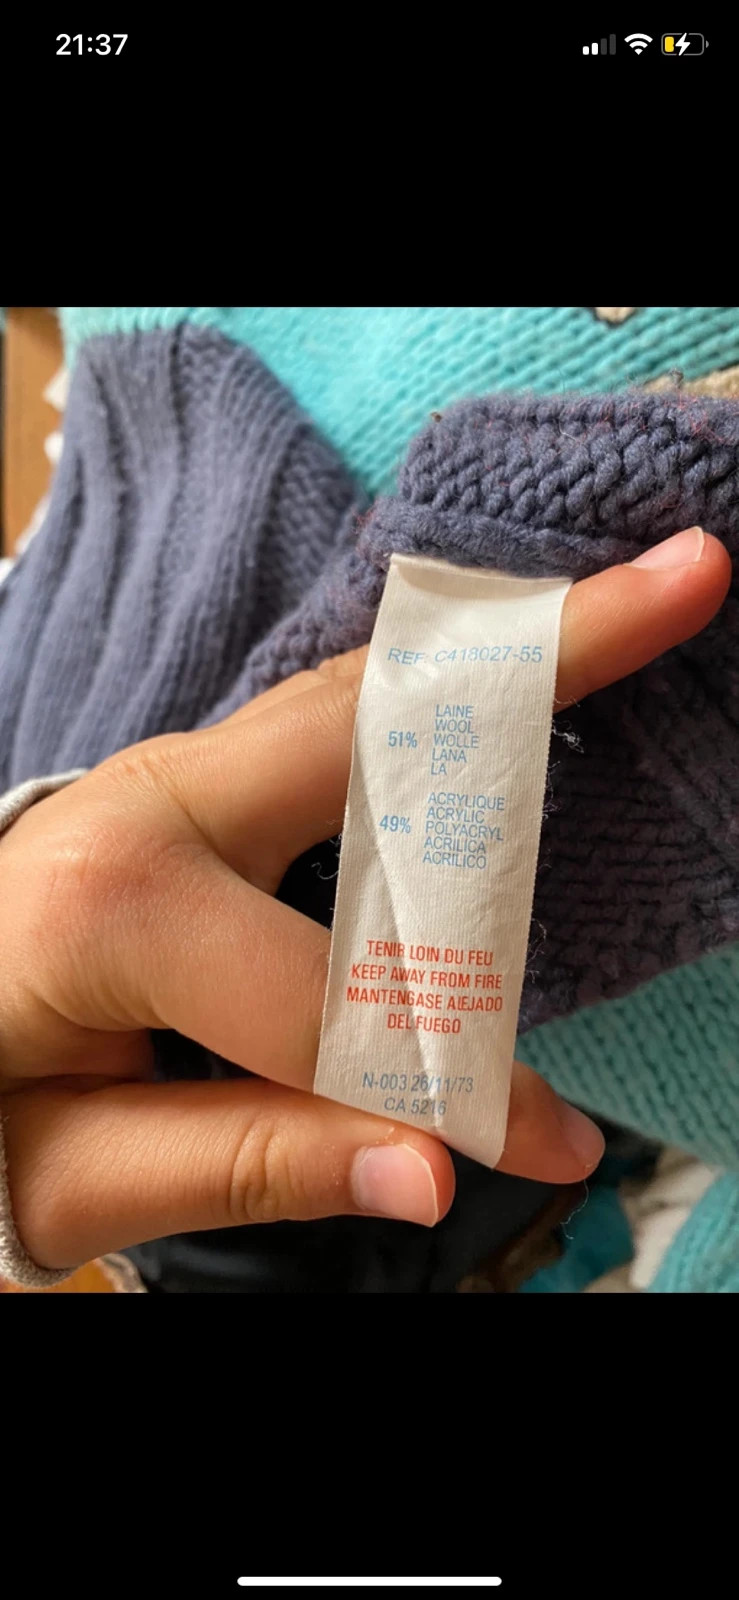 21:37
REF: C418027-55
51%
LAINE
WOOL
WOLLE
LANA
LA
49%
ACRYLIQUE
ACRYLIC
POLYACRYL
ACRILICA
ACRILICO
TENIR LOIN DU FEU
KEEP AWAY FROM FIRE
MANTENGASE ALEJADO
DEL FUEGO
N-003 26/11/73
CA 5216